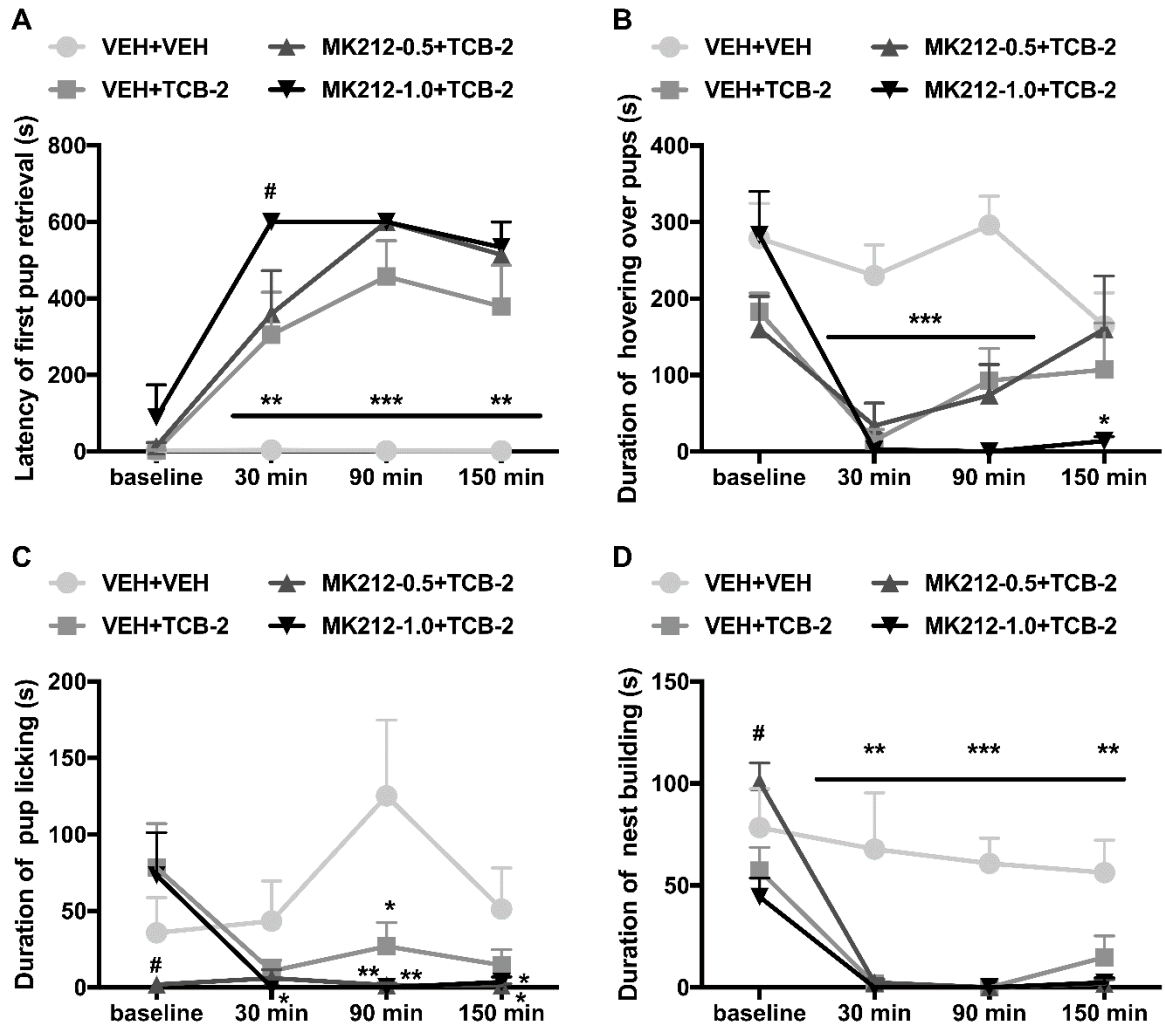 A
VEH+VEH
MK212-0.5+TCB-2
VEH+TCB-2
MK212-1.0+TCB-2
Latency of first pup retrieval (s)
800
600
400
200
0
#
**
***
**
baseline
30 min
90 min
150 min
B
VEH+VEH
MK212-0.5+TCB-2
VEH+TCB-2
MK212-1.0+TCB-2
Duration of hovering over pups (s)
400
300
200
100
0
***
*
baseline
30 min
90 min
150 min
C
VEH+VEH
MK212-0.5+TCB-2
VEH+TCB-2
MK212-1.0+TCB-2
Duration of pup licking (s)
200
150
100
50
0
#
*
*
**
**
*
*
baseline
30 min
90 min
150 min
D
VEH+VEH
MK212-0.5+TCB-2
VEH+TCB-2
MK212-1.0+TCB-2
Duration of nest building (s)
150
100
50
0
#
**
***
**
baseline
30 min
90 min
150 min